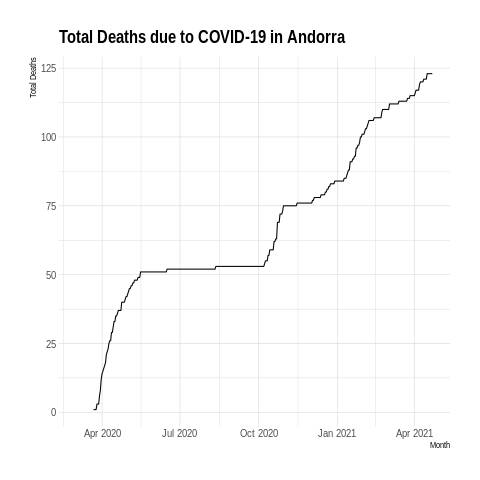 Total Deaths due to COVID-19 in Andorra
Total Deaths
125
100
75
50
25
0
Apr 2020 Jul 2020 Oct 2020 Jan 2021 Apr 2021
Month